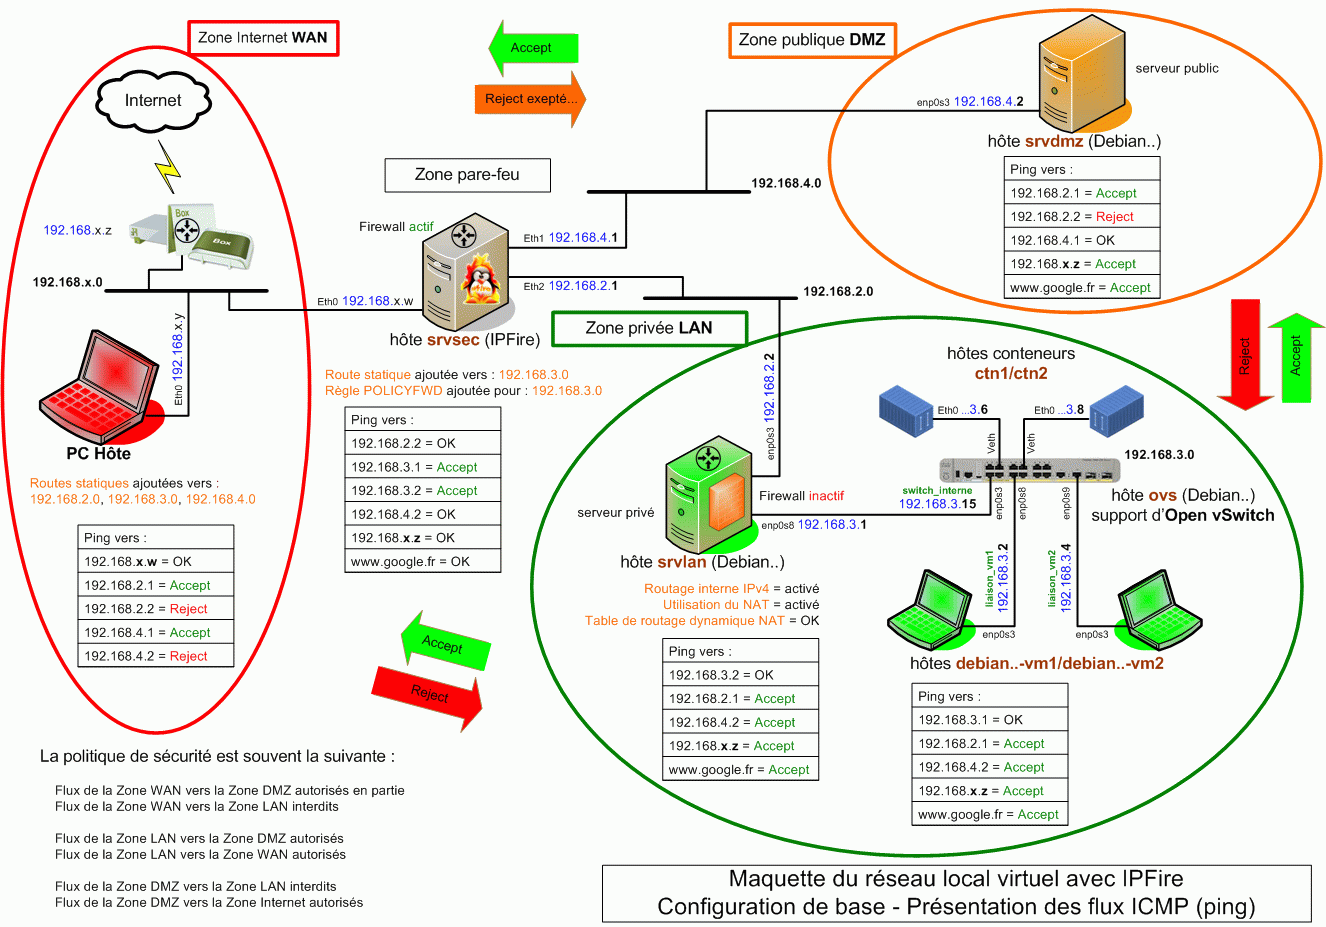 Zone Internet WAN
Internet
Box
Box
192.168.x.z
192.168.x.0
Eth0 192.168.x.y
PC Hôte
Routes statiques ajoutées vers :
192.168.2.0, 192.168.3.0, 192.168.4.0
Ping vers :
192.168.x.w = OK
192.168.2.1 = Accept
192.168.2.2 = Reject
192.168.4.1 = Accept
192.168.4.2 = Reject
Accept
Reject exepté...
Zone pare-feu
Firewall actif
Eth0 192.168.x.w
Eth1 192.168.4.1
Eth2 192.168.2.1
hôte srvsec (IPFire)
Route statique ajoutée vers : 192.168.3.0
Règle POLICYFWD ajoutée pour : 192.168.3.0
Ping vers :
192.168.2.2 = OK
192.168.3.1 = Accept
192.168.3.2 = Accept
192.168.4.2 = OK
192.168.x.z = OK
www.google.fr = OK
Zone publique DMZ
serveur public
enp0s3 192.168.4.2
hôte srvdmz (Debian..)
192.168.4.0
Ping vers :
192.168.2.1 = Accept
192.168.2.2 = Reject
192.168.4.1 = OK
192.168.x.z = Accept
www.google.fr = Accept
Reject
Accept
192.168.2.0
Zone privée LAN
enp0s3 192.168.2.2
hôtes conteneurs
ctn1/ctn2
Eth0 ...3.6
Eth0 ...3.8
Veth
Veth
192.168.3.0
Firewall inactif
serveur privé
enp0s8 192.168.3.1
switch_interne
192.168.3.15
enp0s3
enp0s8
enp0s9
hôte ovs (Debian..)
support d'Open vSwitch
hôte srvlan (Debian..)
Routage interne IPv4 = activé
Utilisation du NAT = activé
Table de routage dynamique NAT = OK
liaison_vm1
192.168.3.2
liaison_vm2
192.168.3.4
enp0s3
enp0s3
hôtes debian..-vm1/debian..-vm2
Ping vers :
192.168.3.2 = OK
192.168.2.1 = Accept
192.168.4.2 = Accept
192.168.x.z = Accept
www.google.fr = Accept
Ping vers :
192.168.3.1 = OK
192.168.2.1 = Accept
192.168.4.2 = Accept
192.168.x.z = Accept
www.google.fr = Accept
Accept
Reject
La politique de sécurité est souvent la suivante :
Flux de la Zone WAN vers la Zone DMZ autorisés en partie
Flux de la Zone WAN vers la Zone LAN interdits
Flux de la Zone LAN vers la Zone DMZ autorisés
Flux de la Zone LAN vers la Zone WAN autorisés
Flux de la Zone DMZ vers la Zone LAN interdits
Flux de la Zone DMZ vers la Zone Internet autorisés
Maquette du réseau local virtuel avec IPFire
Configuration de base - Présentation des flux ICMP (ping)